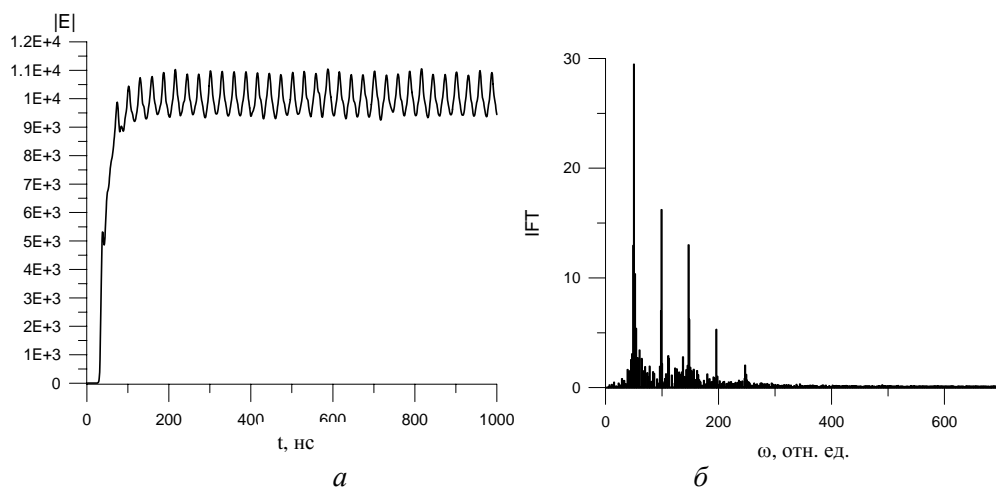 |E|
1.2E+4
1.1E+4
1E+4
9E+3
8E+3
7E+3
6E+3
5E+3
4E+3
3E+3
2E+3
1E+3
0
0 200 400 600 800 1000
t, нс
а
IFT
30
20
10
0
0 200 400 600
ω, отн. ед.
б